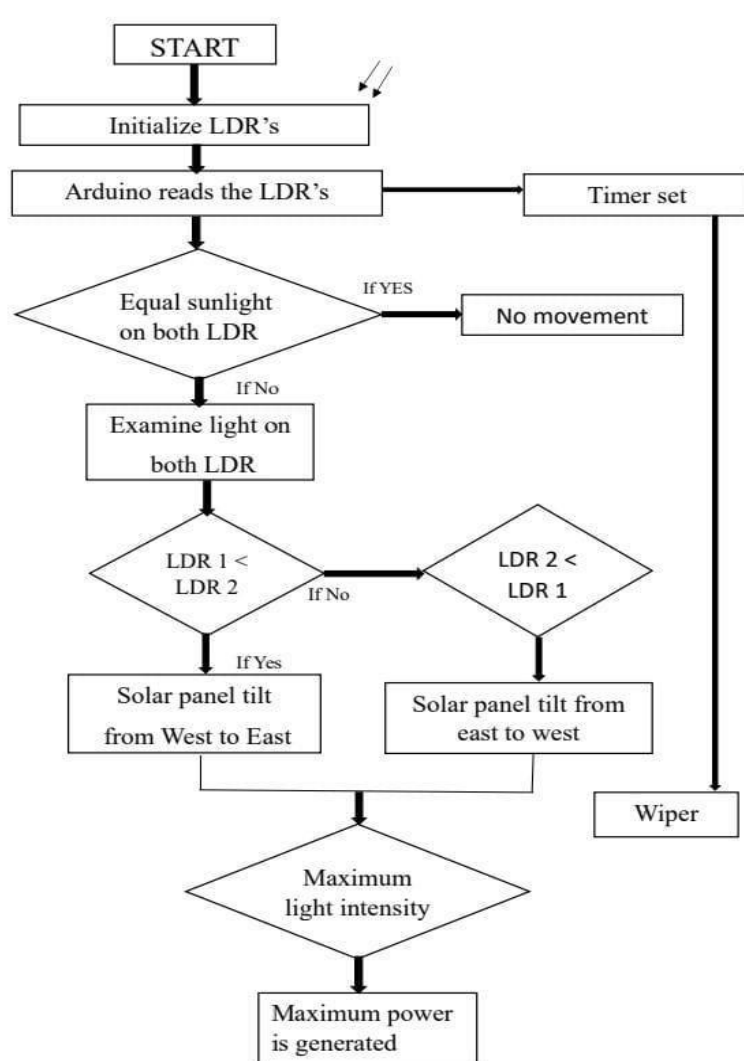 START
Initialize LDR's
Arduino reads the LDR's
Timer set
Equal sunlight
on both LDR
If YES
No movement
If No
Examine light on
both LDR
LDR 1 <
LDR 2
If No
LDR 2 <
LDR 1
If Yes
Solar panel tilt
from West to East
Solar panel tilt from
east to west
Wiper
Maximum
light intensity
Maximum power
is generated